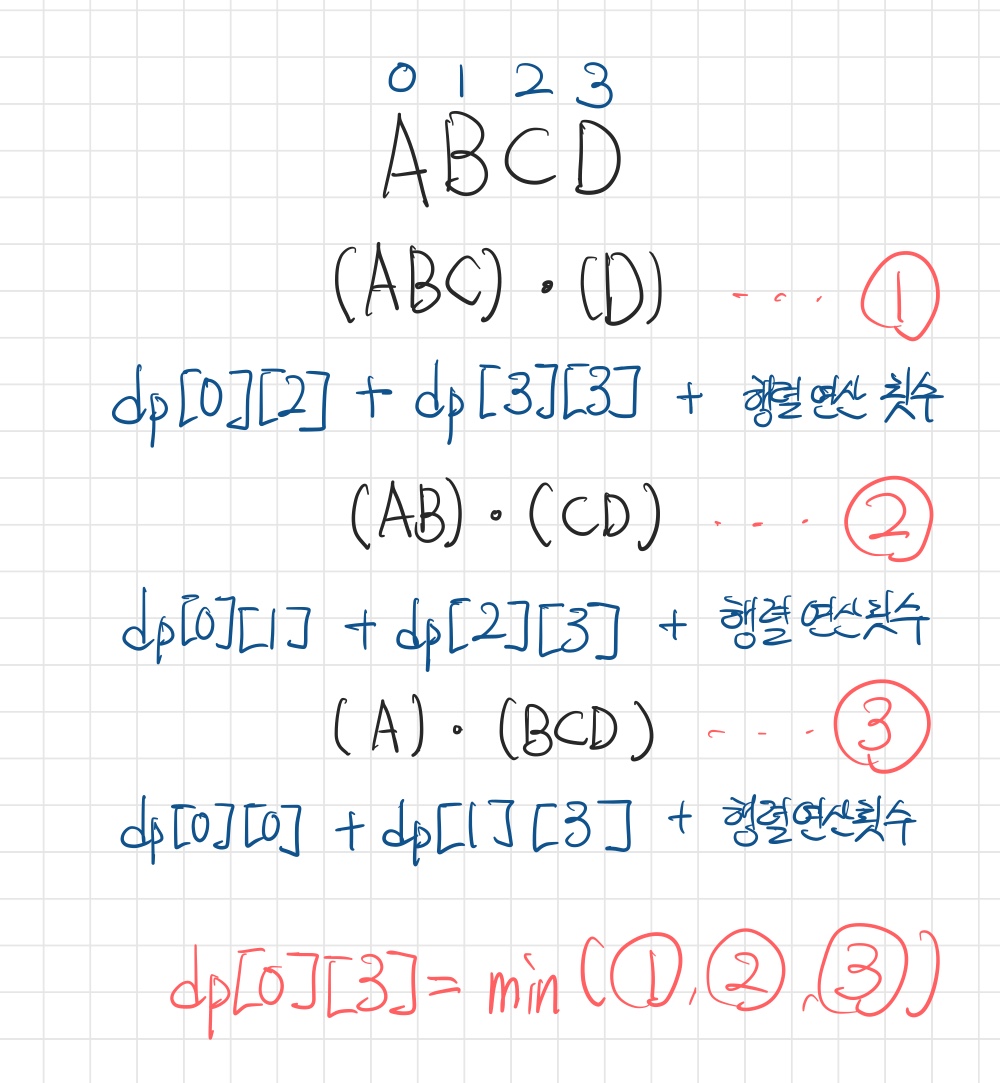 0 1 2 3
ABCD
(ABC) · (D) ... ①
dp[0][2] + dp[3][3] + 행렬 연산 횟수
(AB) · (CD) ... ②
dp[0][1] + dp[2][3] + 행렬 연산횟수
(A) · (BCD) ... ③
dp[0][0] + dp[1][3] + 행렬연산횟수
dp[0][3] = min(①, ②, ③)